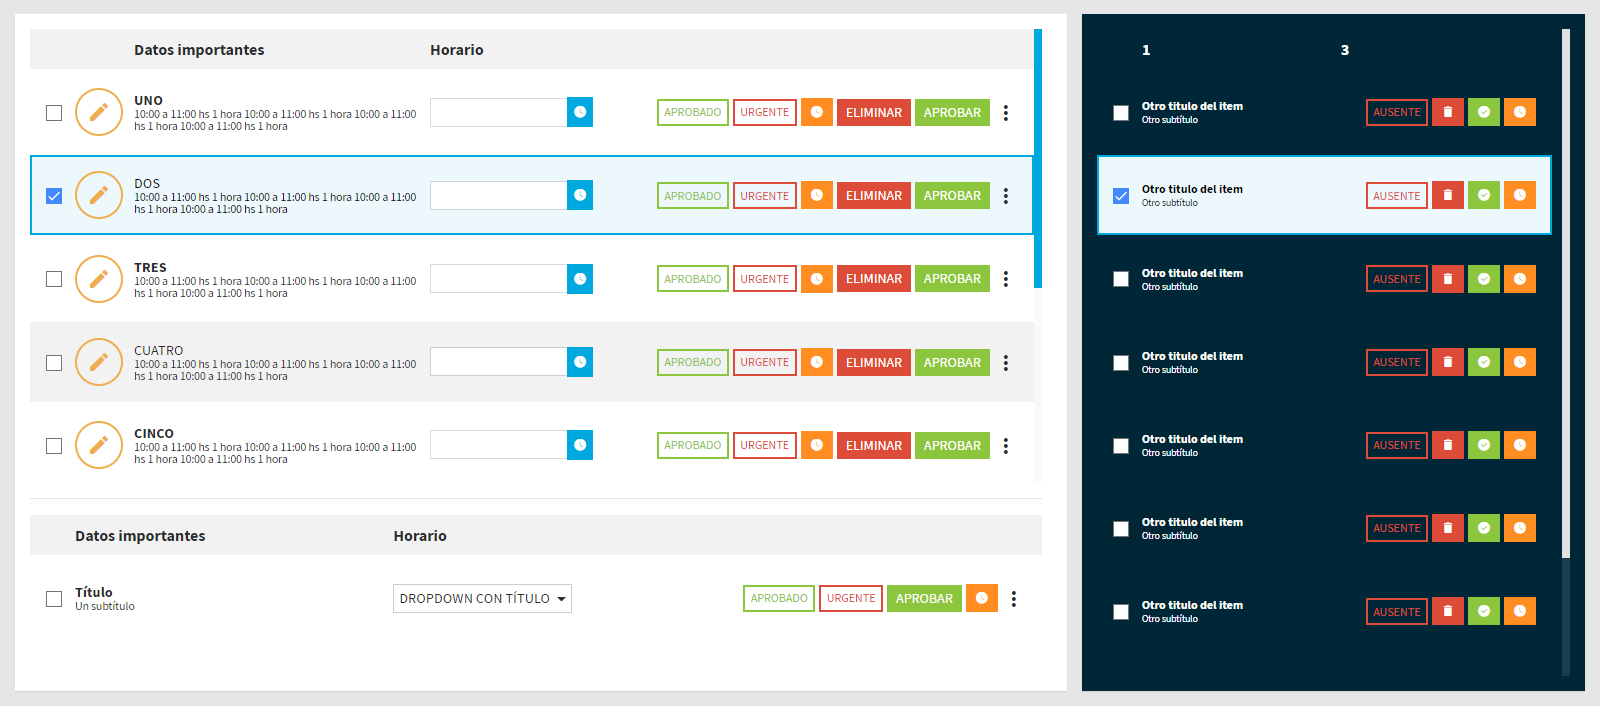 Datos importantes Horario
UNO
10:00 a 11:00 hs 1 hora 10:00 a 11:00 hs 1 hora 10:00 a 11:00
hs 1 hora 10:00 a 11:00 hs 1 hora
APROBADO URGENTE ELIMINAR APROBAR
DOS
10:00 a 11:00 hs 1 hora 10:00 a 11:00 hs 1 hora 10:00 a 11:00
hs 1 hora 10:00 a 11:00 hs 1 hora
APROBADO URGENTE ELIMINAR APROBAR
TRES
10:00 a 11:00 hs 1 hora 10:00 a 11:00 hs 1 hora 10:00 a 11:00
hs 1 hora 10:00 a 11:00 hs 1 hora
APROBADO URGENTE ELIMINAR APROBAR
CUATRO
10:00 a 11:00 hs 1 hora 10:00 a 11:00 hs 1 hora 10:00 a 11:00
hs 1 hora 10:00 a 11:00 hs 1 hora
APROBADO URGENTE ELIMINAR APROBAR
CINCO
10:00 a 11:00 hs 1 hora 10:00 a 11:00 hs 1 hora 10:00 a 11:00
hs 1 hora 10:00 a 11:00 hs 1 hora
APROBADO URGENTE ELIMINAR APROBAR
Datos importantes Horario
Título
Un subtítulo
DROPDOWN CON TÍTULO
APROBADO URGENTE APROBAR
1 3
Otro titulo del item
Otro subtítulo
AUSENTE
Otro titulo del item
Otro subtítulo
AUSENTE
Otro titulo del item
Otro subtítulo
AUSENTE
Otro titulo del item
Otro subtítulo
AUSENTE
Otro titulo del item
Otro subtítulo
AUSENTE
Otro titulo del item
Otro subtítulo
AUSENTE
Otro titulo del item
Otro subtítulo
AUSENTE